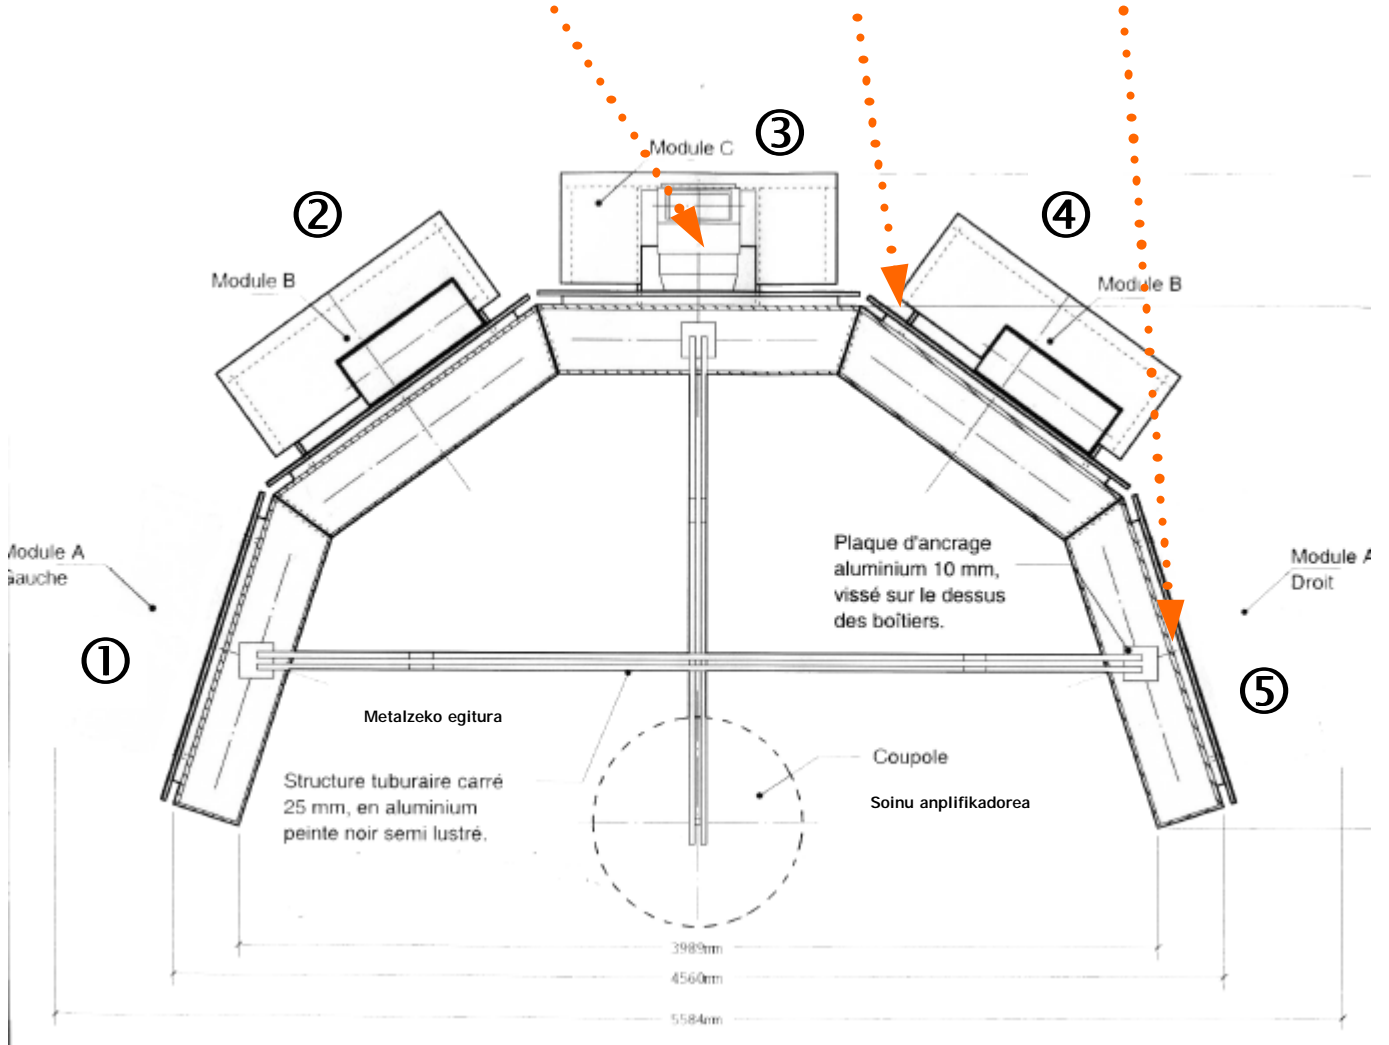 ③
Module C
②
④
Module B
Module B
Plaque d'ancrage
aluminium 10 mm,
vissé sur le dessus
des boîtiers.
Module A
Gauche
Module A
Droit
①
⑤
Metalzeko egitura
Structure tuburaire carré
25 mm, en aluminium
peinte noir semi lustré.
Coupole
Soinu anplifikadorea
3989mm
4560mm
5584mm